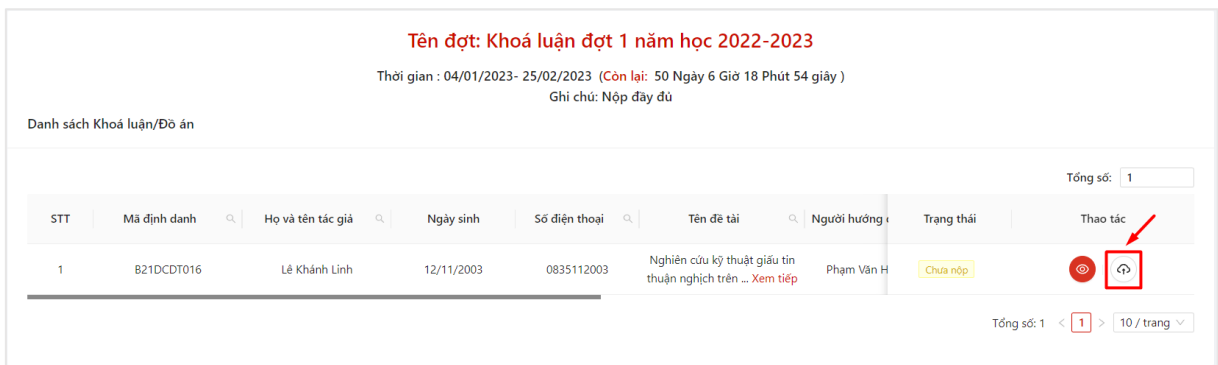 Tên đợt: Khoá luận đợt 1 năm học 2022-2023
Thời gian : 04/01/2023- 25/02/2023 (Còn lại: 50 Ngày 6 Giờ 18 Phút 54 giây )
Ghi chú: Nộp đầy đủ
Danh sách Khoá luận/Đồ án
Tổng số: 1
STT Mã định danh Họ và tên tác giả Ngày sinh Số điện thoại Tên đề tài Người hướng Trạng thái Thao tác
1 B21DCDT016 Lê Khánh Linh 12/11/2003 0835112003 Nghiên cứu kỹ thuật giấu tin Phạm Văn H Chưa nộp
thuận nghịch trên ... Xem tiếp
Tổng số: 1 < 1 > 10 / trang